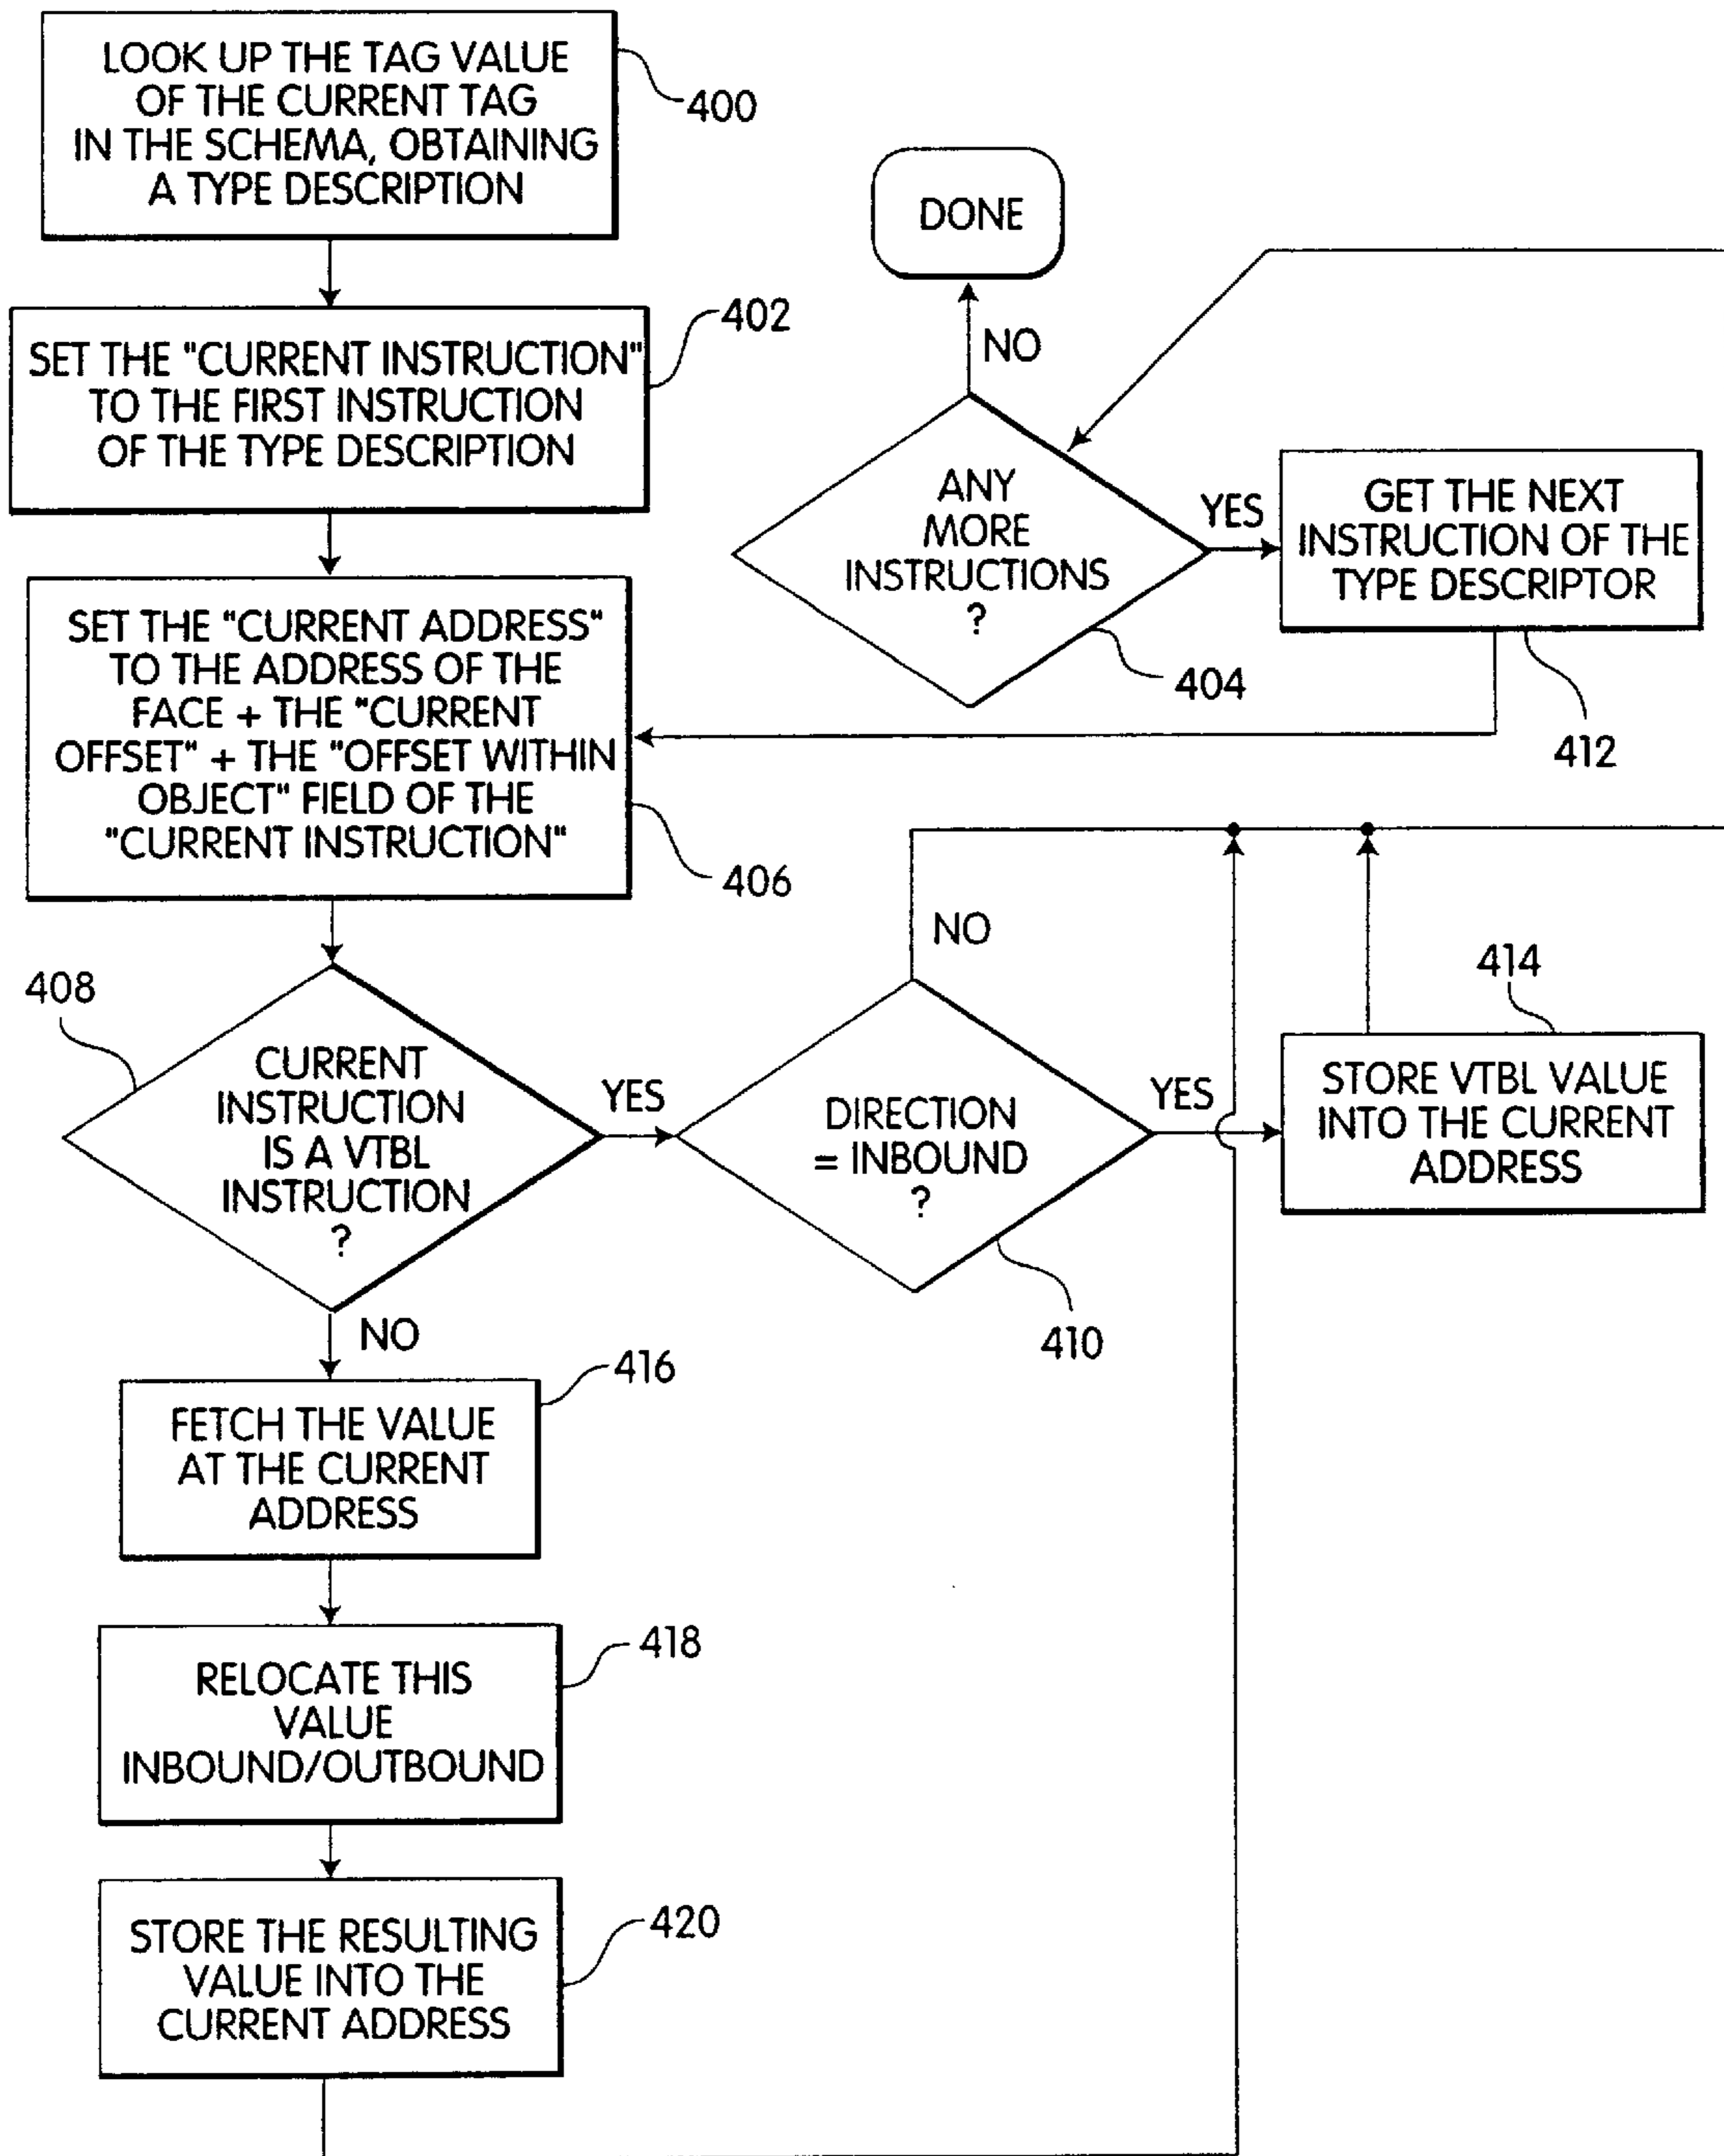 LOOK UP THE TAG VALUE
OF THE CURRENT TAG
IN THE SCHEMA, OBTAINING
A TYPE DESCRIPTION
400
SET THE "CURRENT INSTRUCTION"
TO THE FIRST INSTRUCTION
OF THE TYPE DESCRIPTION
402
SET THE "CURRENT ADDRESS"
TO THE ADDRESS OF THE
FACE + THE "CURRENT
OFFSET" + THE "OFFSET WITHIN
OBJECT" FIELD OF THE
"CURRENT INSTRUCTION"
406
DONE
NO
ANY
MORE
INSTRUCTIONS
?
404
YES
GET THE NEXT
INSTRUCTION OF THE
TYPE DESCRIPTOR
412
408
CURRENT
INSTRUCTION
IS A VTBL
INSTRUCTION
?
YES
NO
DIRECTION
= INBOUND
?
410
NO
YES
414
STORE VTBL VALUE
INTO THE CURRENT
ADDRESS
416
FETCH THE VALUE
AT THE CURRENT
ADDRESS
418
RELOCATE THIS
VALUE
INBOUND/OUTBOUND
420
STORE THE RESULTING
VALUE INTO THE
CURRENT ADDRESS